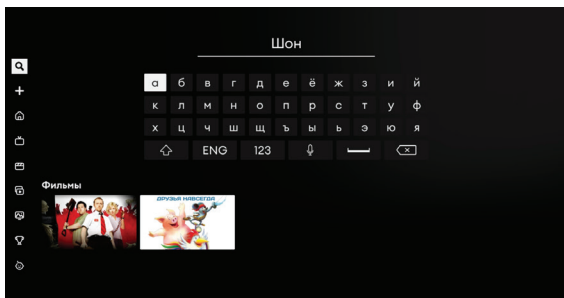 Шон
а б в г д е ё ж з и й
к л м н о п р с т у ф
х ц ч ш щ ъ ы ь э ю я
ENG 123
Фильмы
ДРУЗЬЯ НАВСЕГДА